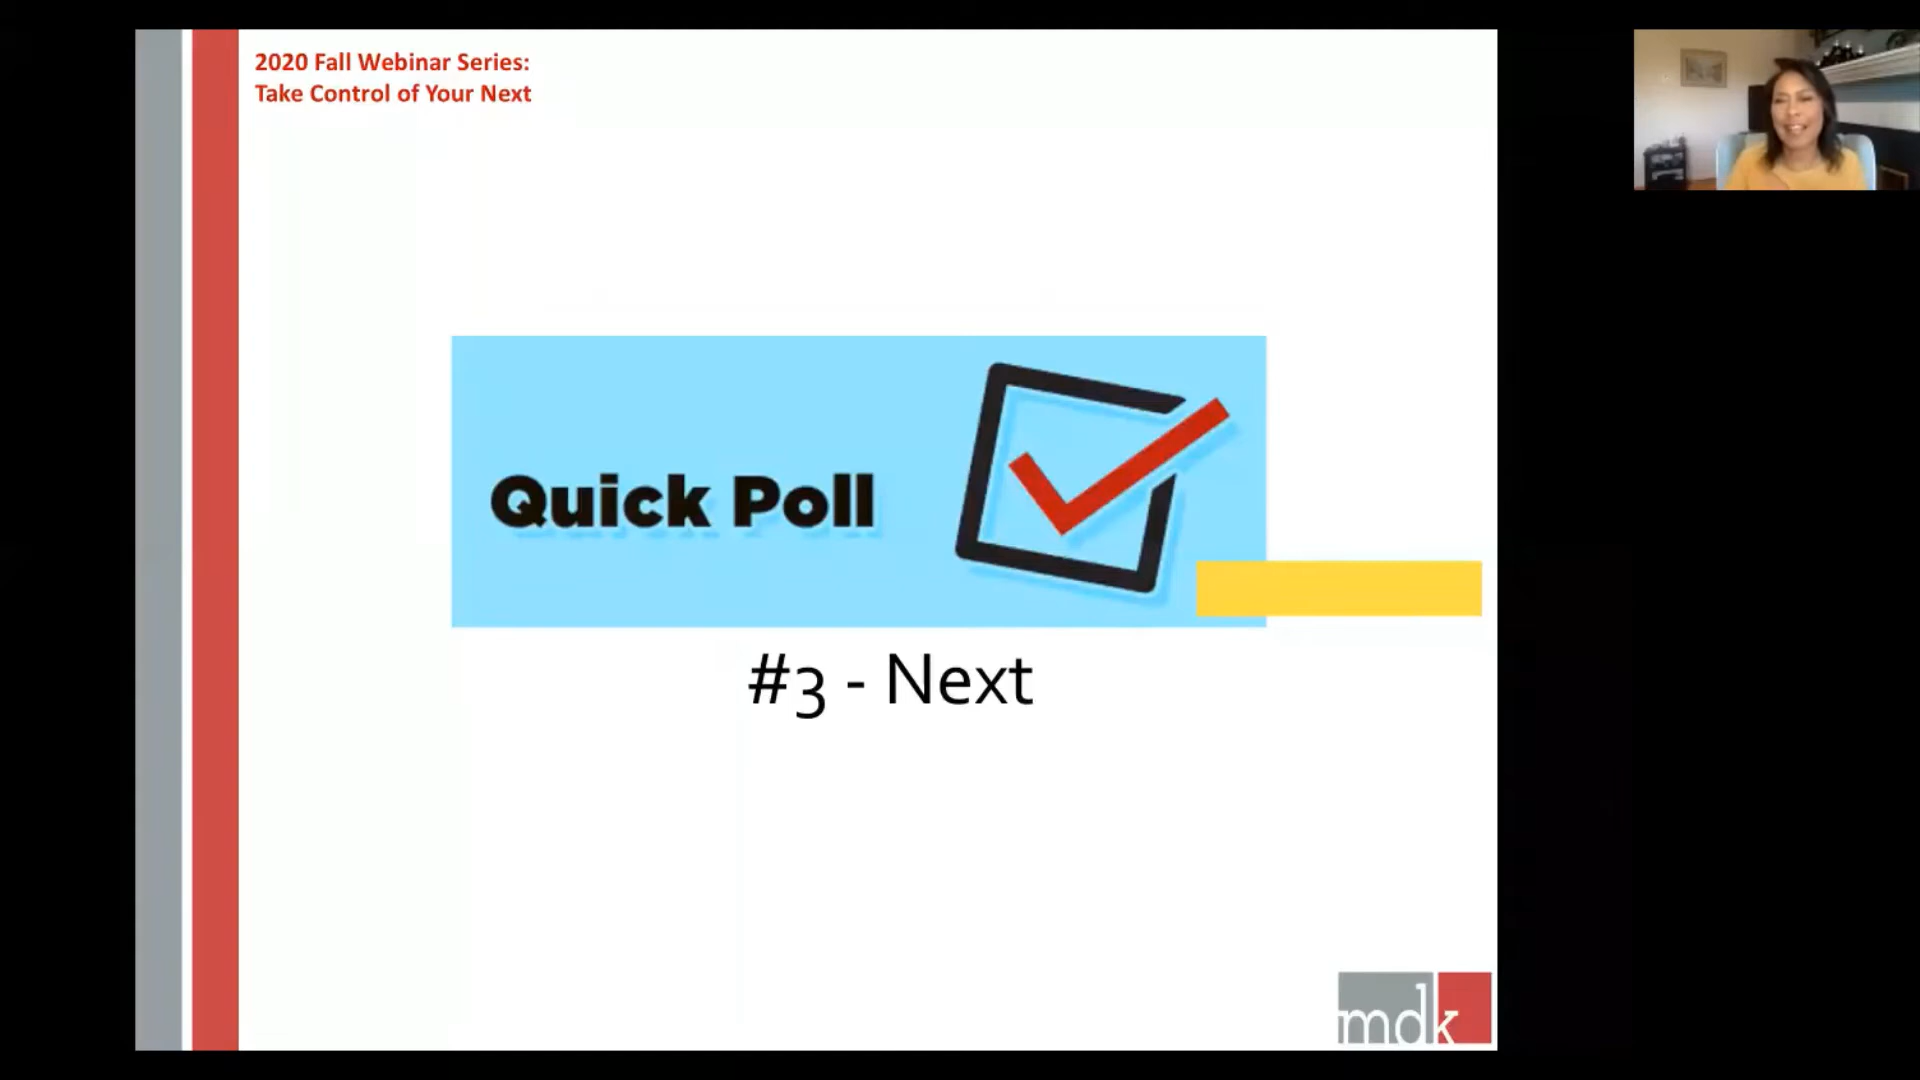 2020 Fall Webinar Series:
Take Control of Your Next
Quick Poll
#3 - Next
mdk